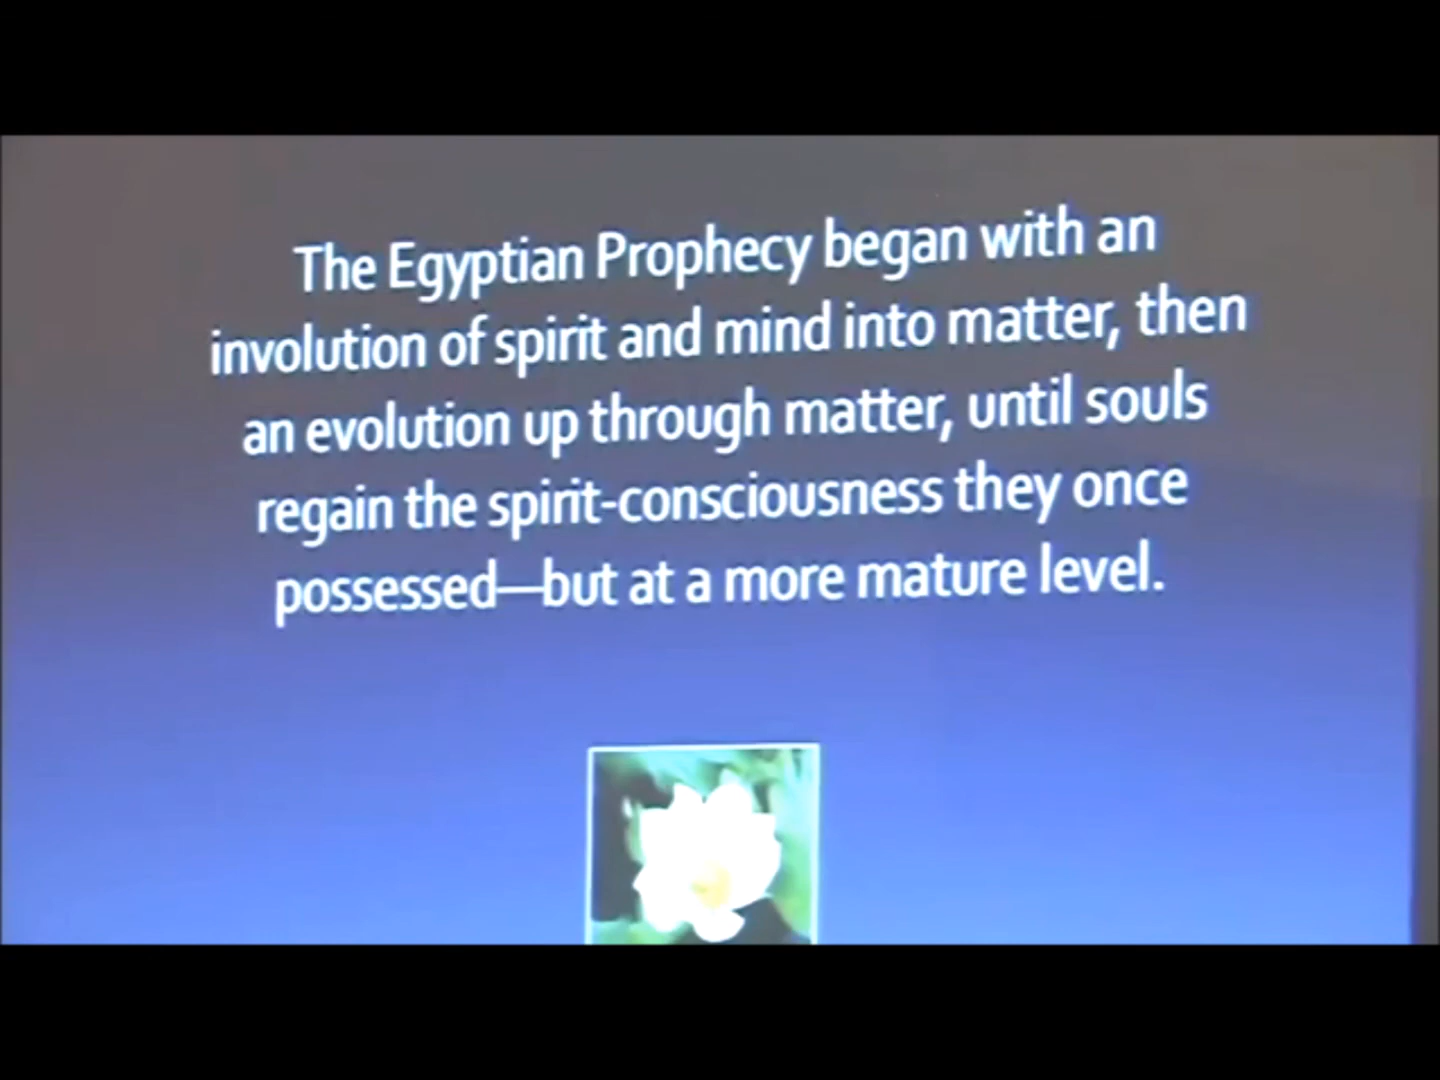 The Egyptian Prophecy began with an
involution of spirit and mind into matter, then
an evolution up through matter, until souls
regain the spirit-consciousness they once
possessed—but at a more mature level.